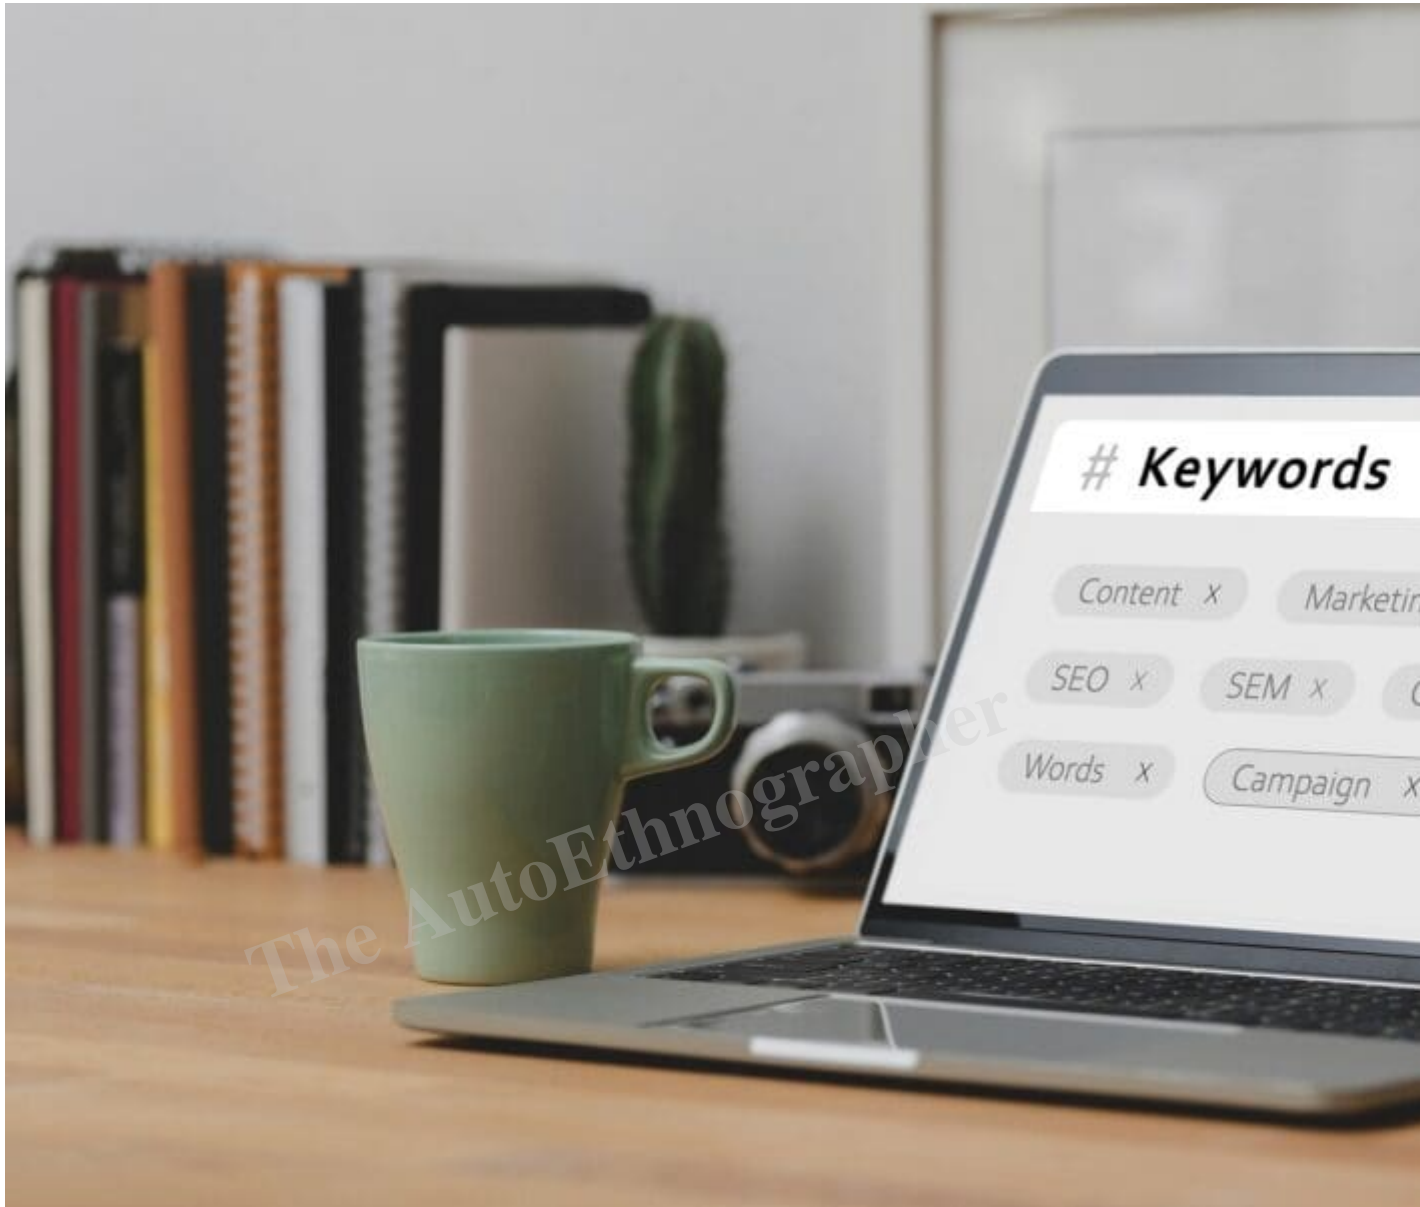 # Keywords
Content x
SEO x SEM x
Words x Campaign x
The AutoEthnographer